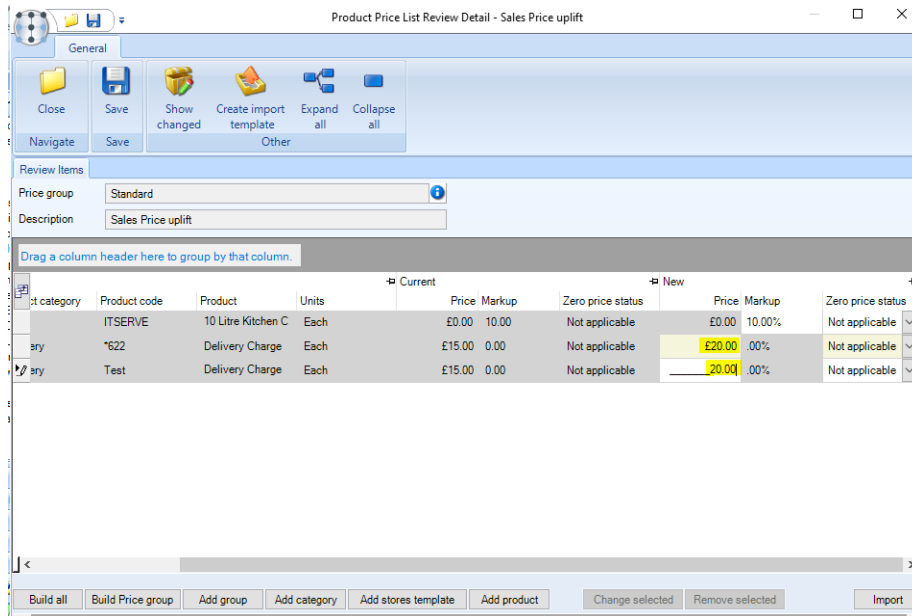 Product Price List Review Detail - Sales Price uplift
General
Close
Save
Show changed
Create import template
Expand all
Collapse all
Navigate
Save
Other
Review Items
Price group
Standard
Description
Sales Price uplift
Drag a column header here to group by that column.
Current
New
ct category Product code Product Units Price Markup Zero price status Price Markup Zero price status
ITSERVE 10 Litre Kitchen C Each £0.00 10.00 Not applicable £0.00 10.00% Not applicable
ery *622 Delivery Charge Each £15.00 0.00 Not applicable £20.00 .00% Not applicable
ery Test Delivery Charge Each £15.00 0.00 Not applicable ______20.00 .00% Not applicable
Build all Build Price group Add group Add category Add stores template Add product Change selected Remove selected Import